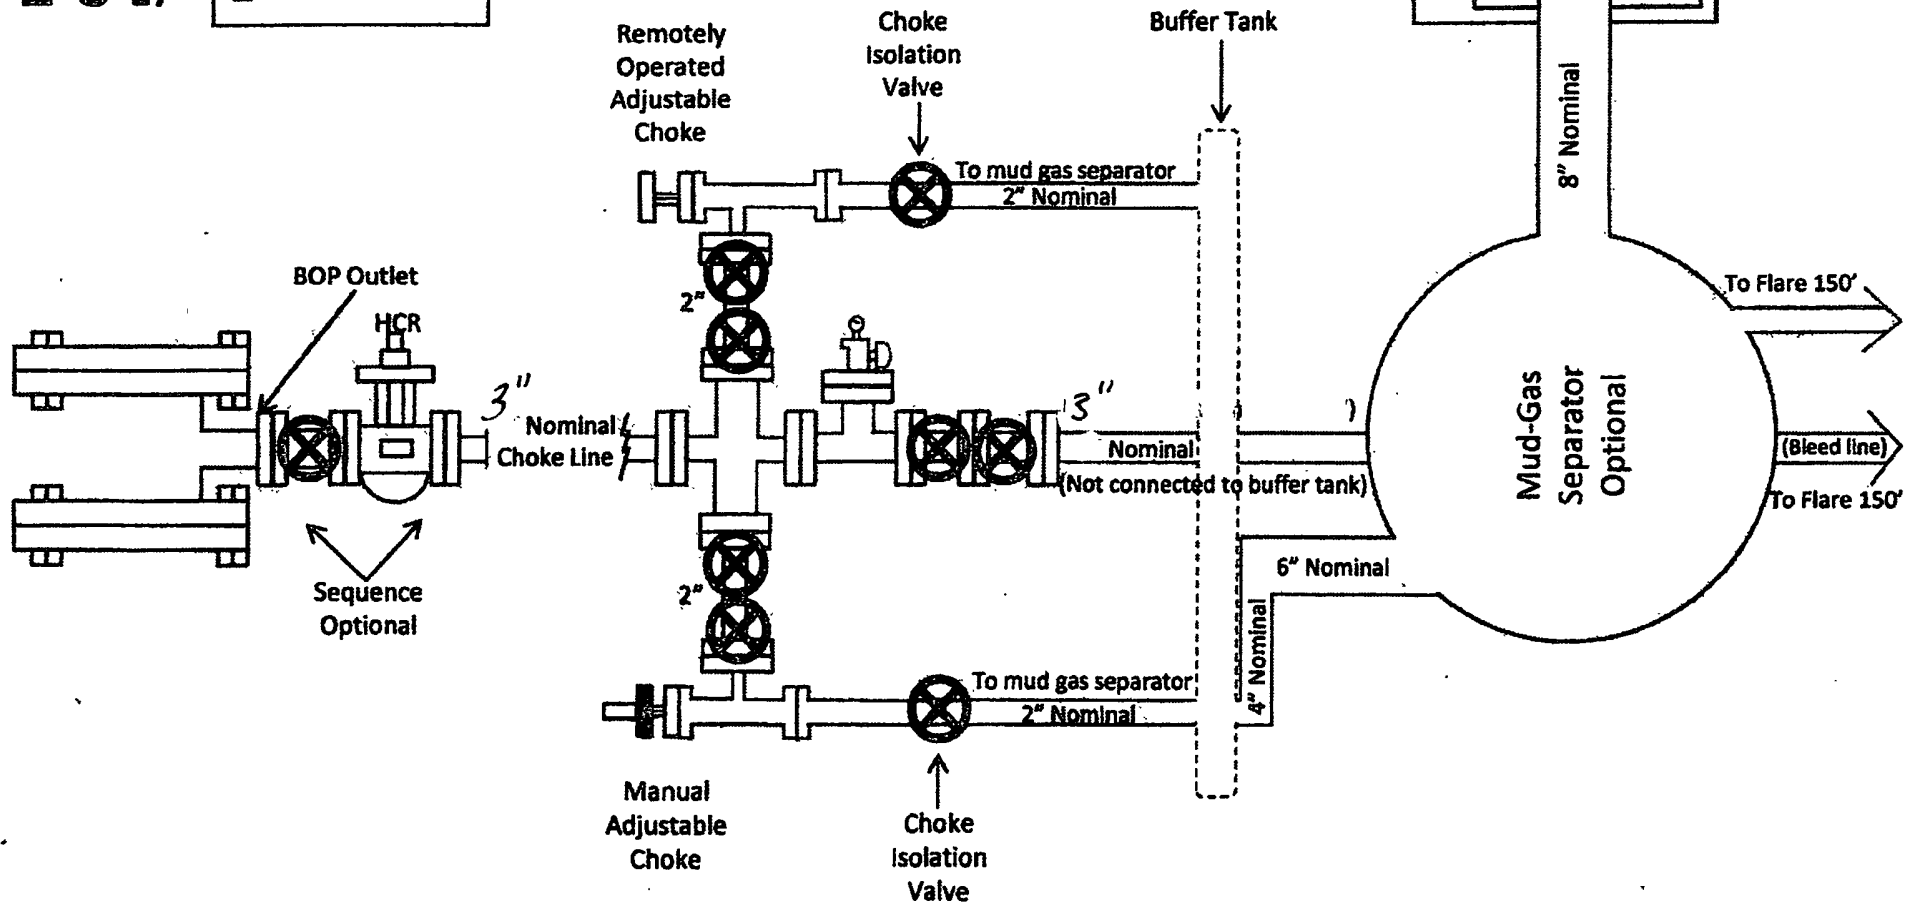 Remotely
Operated
Adjustable
Choke
Choke
Isolation
Valve
Buffer Tank
8" Nominal
To mud gas separator
2" Nominal
BOP Outlet
HCR
2"
To Flare 150'
3"
Nominal
Choke Line
3"
Nominal
(Not connected to buffer tank)
Mud-Gas
Separator
Optional
(Bleed line)
To Flare 150'
Sequence
Optional
2"
6" Nominal
4" Nominal
To mud gas separator
2" Nominal
Manual
Adjustable
Choke
Choke
Isolation
Valve